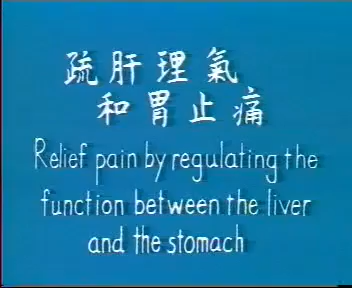 疏肝理氣
和胃止痛
Relief pain by regulating the
function between the liver
and the stomach